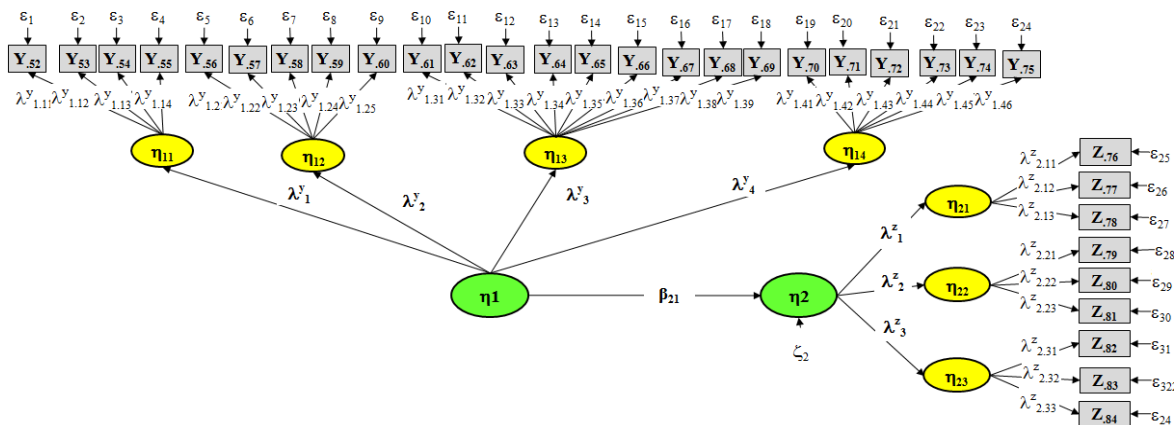 ε1 ε2 ε3 ε4 ε5 ε6 ε7 ε8 ε9 ε10 ε11 ε12 ε13 ε14 ε15 ε16 ε17 ε18 ε19 ε20 ε21 ε22 ε23 ε24
Y.52 Y.53 Y.54 Y.55 Y.56 Y.57 Y.58 Y.59 Y.60 Y.61 Y.62 Y.63 Y.64 Y.65 Y.66 Y.67 Y.68 Y.69 Y.70 Y.71 Y.72 Y.73 Y.74 Y.75
λy1.11 λy1.12 λy1.13 λy1.14 λy1.2 λy1.22 λy1.23 λy1.24 λy1.25 λy1.31 λy1.32 λy1.33 λy1.34 λy1.35 λy1.36 λy1.37 λy1.38 λy1.39 λy1.41 λy1.42 λy1.43 λy1.44 λy1.45 λy1.46
η11 η12 η13 η14
λy1 λy2 λy3 λy4
λz2.11 Z.76 ε25
λz2.12 Z.77 ε26
η21
λz2.13 Z.78 ε27
λz1
λz2.21 Z.79 ε28
λz2 η22 λz2.22 Z.80 ε29
η1 β21 η2
λz2.23 Z.81 ε30
λz3
ζ2
λz2.31 Z.82 ε31
η23 λz2.32 Z.83 ε322
λz2.33 Z.84 ε24